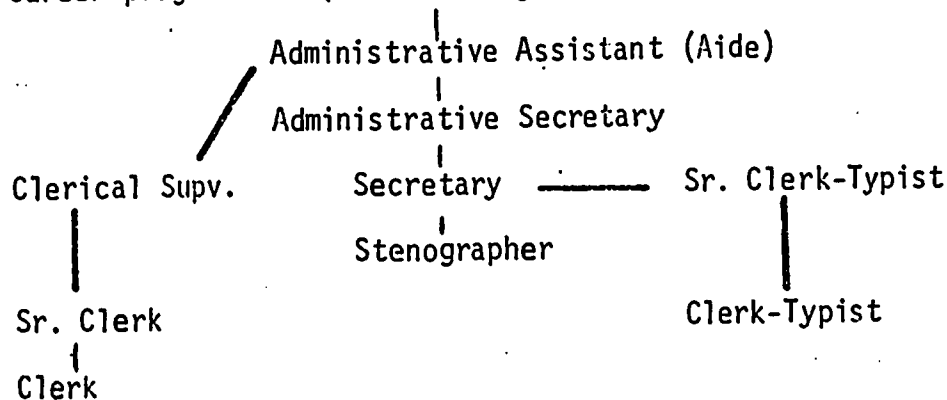 Administrative Assistant (Aide)
Administrative Secretary
Clerical Supv. Secretary Sr. Clerk-Typist
Stenographer
Sr. Clerk Clerk-Typist
Clerk